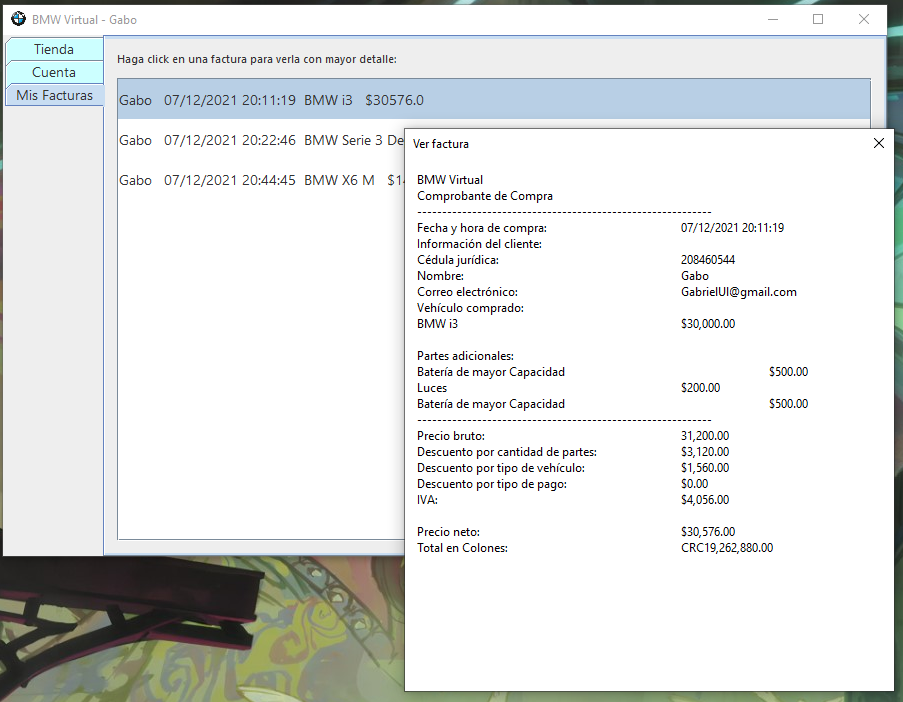 BMW Virtual - Gabo
Tienda
Cuenta
Mis Facturas
Haga click en una factura para verla con mayor detalle:
Gabo 07/12/2021 20:11:19 BMW i3 $30576.0
Gabo 07/12/2021 20:22:46 BMW Serie 3 De
Gabo 07/12/2021 20:44:45 BMW X6 M $1
Ver factura
BMW Virtual
Comprobante de Compra
------------------------------------------------------------
Fecha y hora de compra: 07/12/2021 20:11:19
Información del cliente:
Cédula jurídica: 208460544
Nombre: Gabo
Correo electrónico: GabrielUI@gmail.com
Vehículo comprado:
BMW i3 $30,000.00
Partes adicionales:
Batería de mayor Capacidad $500.00
Luces $200.00
Batería de mayor Capacidad $500.00
------------------------------------------------------------
Precio bruto: 31,200.00
Descuento por cantidad de partes: $3,120.00
Descuento por tipo de vehículo: $1,560.00
Descuento por tipo de pago: $0.00
IVA: $4,056.00
Precio neto: $30,576.00
Total en Colones: CRC19,262,880.00